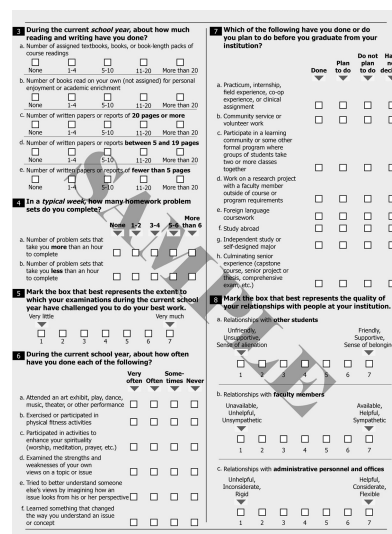 3 During the current school year, about how much
reading and writing have you done?
a. Number of assigned textbooks, books, or book-length packs of
course readings
None 1-4 5-10 11-20 More than 20
b. Number of books read on your own (not assigned) for personal
enjoyment or academic enrichment
None 1-4 5-10 11-20 More than 20
c. Number of written papers or reports of 20 pages or more
None 1-4 5-10 11-20 More than 20
d. Number of written papers or reports between 5 and 19 pages
None 1-4 5-10 11-20 More than 20
e. Number of written papers or reports of fewer than 5 pages
None 1-4 5-10 11-20 More than 20
4 In a typical week, how many homework problem
sets do you complete?
More
None 1-2 3-4 5-6 than 6
a. Number of problem sets that
take you more than an hour
to complete
b. Number of problem sets that
take you less than an hour
to complete
5 Mark the box that best represents the extent to
which your examinations during the current school
year have challenged you to do your best work.
Very little Very much
1 2 3 4 5 6 7
6 During the current school year, about how often
have you done each of the following?
Very Some-
often Often times Never
a. Attended an art exhibit, play, dance,
music, theater, or other performance
b. Exercised or participated in
physical fitness activities
c. Participated in activities to
enhance your spirituality
(worship, meditation, prayer, etc.)
d. Examined the strengths and
weaknesses of your own
views on a topic or issue
e. Tried to better understand someone
else's views by imagining how an
issue looks from his or her perspective
f. Learned something that changed
the way you understand an issue
or concept
7 Which of the following have you done or do
you plan to do before you graduate from your
institution?
Do not
Plan plan
Done to do to do
a. Practicum, internship,
field experience, co-op
experience, or clinical
assignment
b. Community service or
volunteer work
c. Participate in a learning
community or some other
formal program where
groups of students take
two or more classes
together
d. Work on a research project
with a faculty member
outside of course or
program requirements
e. Foreign language
coursework
f. Study abroad
g. Independent study or
self-designed major
h. Culminating senior
experience (capstone
course, senior project or
thesis, comprehensive
exam, etc.)
8 Mark the box that best represents the quality of
your relationships with people at your institution.
a. Relationships with other students
Unfriendly, Friendly,
Unsupportive, Supportive,
Sense of alienation Sense of
1 2 3 4 5 6 7
b. Relationships with faculty members
Unavailable, Available,
Unhelpful, Helpful,
Unsympathetic Sympathetic
1 2 3 4 5 6 7
c. Relationships with administrative personnel and offices
Unhelpful, Helpful,
Inconsiderate, Considerate,
Rigid Flexible
1 2 3 4 5 6 7
SAMPLE